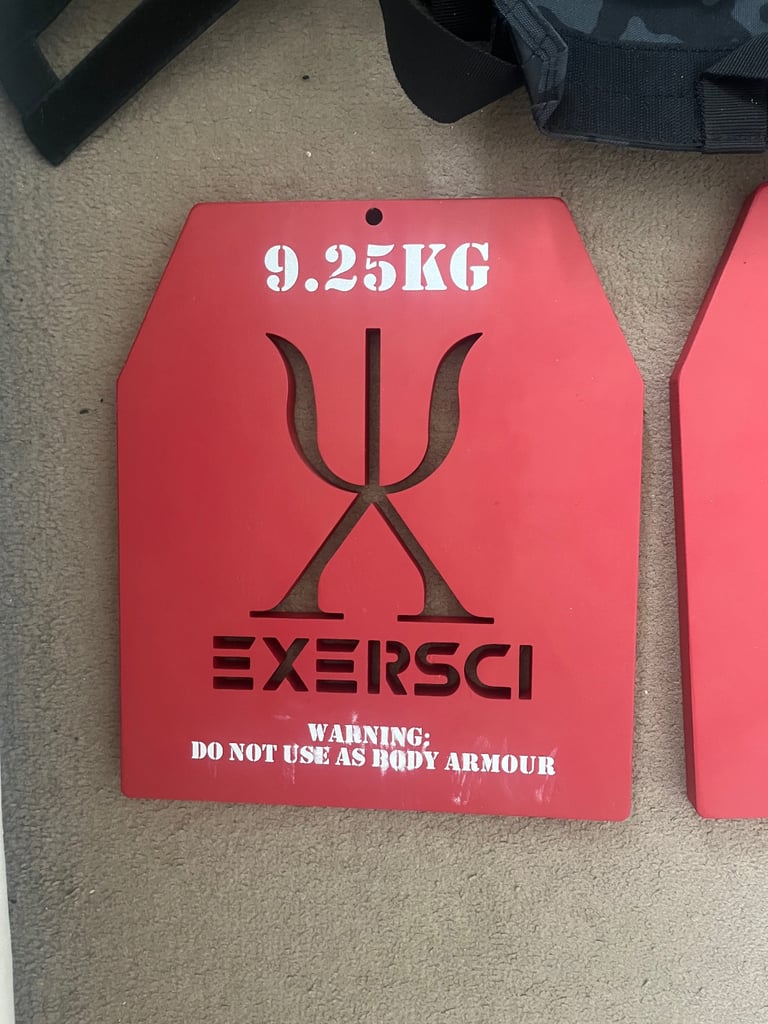 9.25KG
EXERSCI
WARNING:
DO NOT USE AS BODY ARMOUR